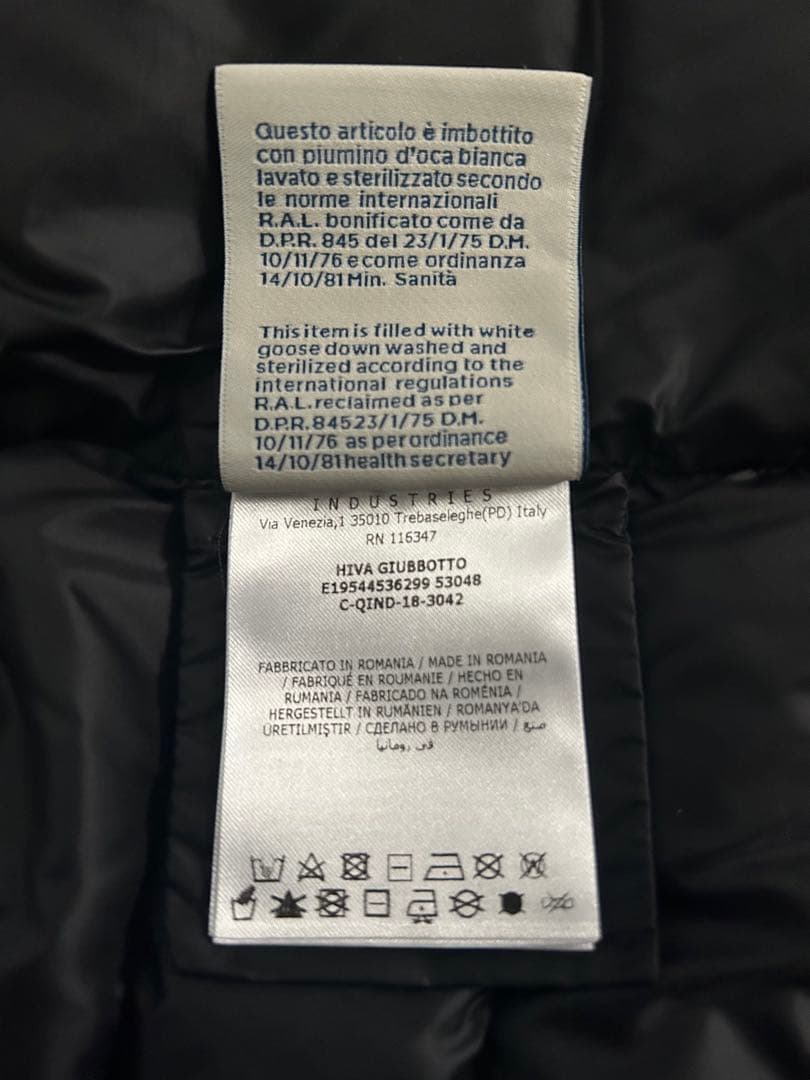 Questo articolo è imbottito
con piumino d'oca bianca
lavato e sterilizzato secondo
le norme internazionali
R.A.L. bonificato come da
D.P.R. 845 del 23/1/75 D.M.
10/11/76 e come ordinanza
14/10/81 Min. Sanità
This item is filled with white
goose down washed and
sterilized according to the
international regulations
R.A.L. reclaimed as per
D.P.R. 84523/1/75 D.M.
10/11/76 as per ordinance
14/10/81 health secretary
INDUSTRIES
Via Venezia,1 35010 Trebaseleghe(PD) Italy
RN 116347
HIVA GIUBBOTTO
E19544536299 53048
C-QIND-18-3042
FABBRICATO IN ROMANIA / MADE IN ROMANIA
/ FABRIQUÉ EN ROUMANIE / HECHO EN
RUMANIA / FABRICADO NA ROMÉNIA /
HERGESTELLT IN RUMÄNIEN / ROMANYA'DA
ÜRETILMIŞTIR / СДЕЛАНО В РУМЫНИИ / صنع
في رومانيا